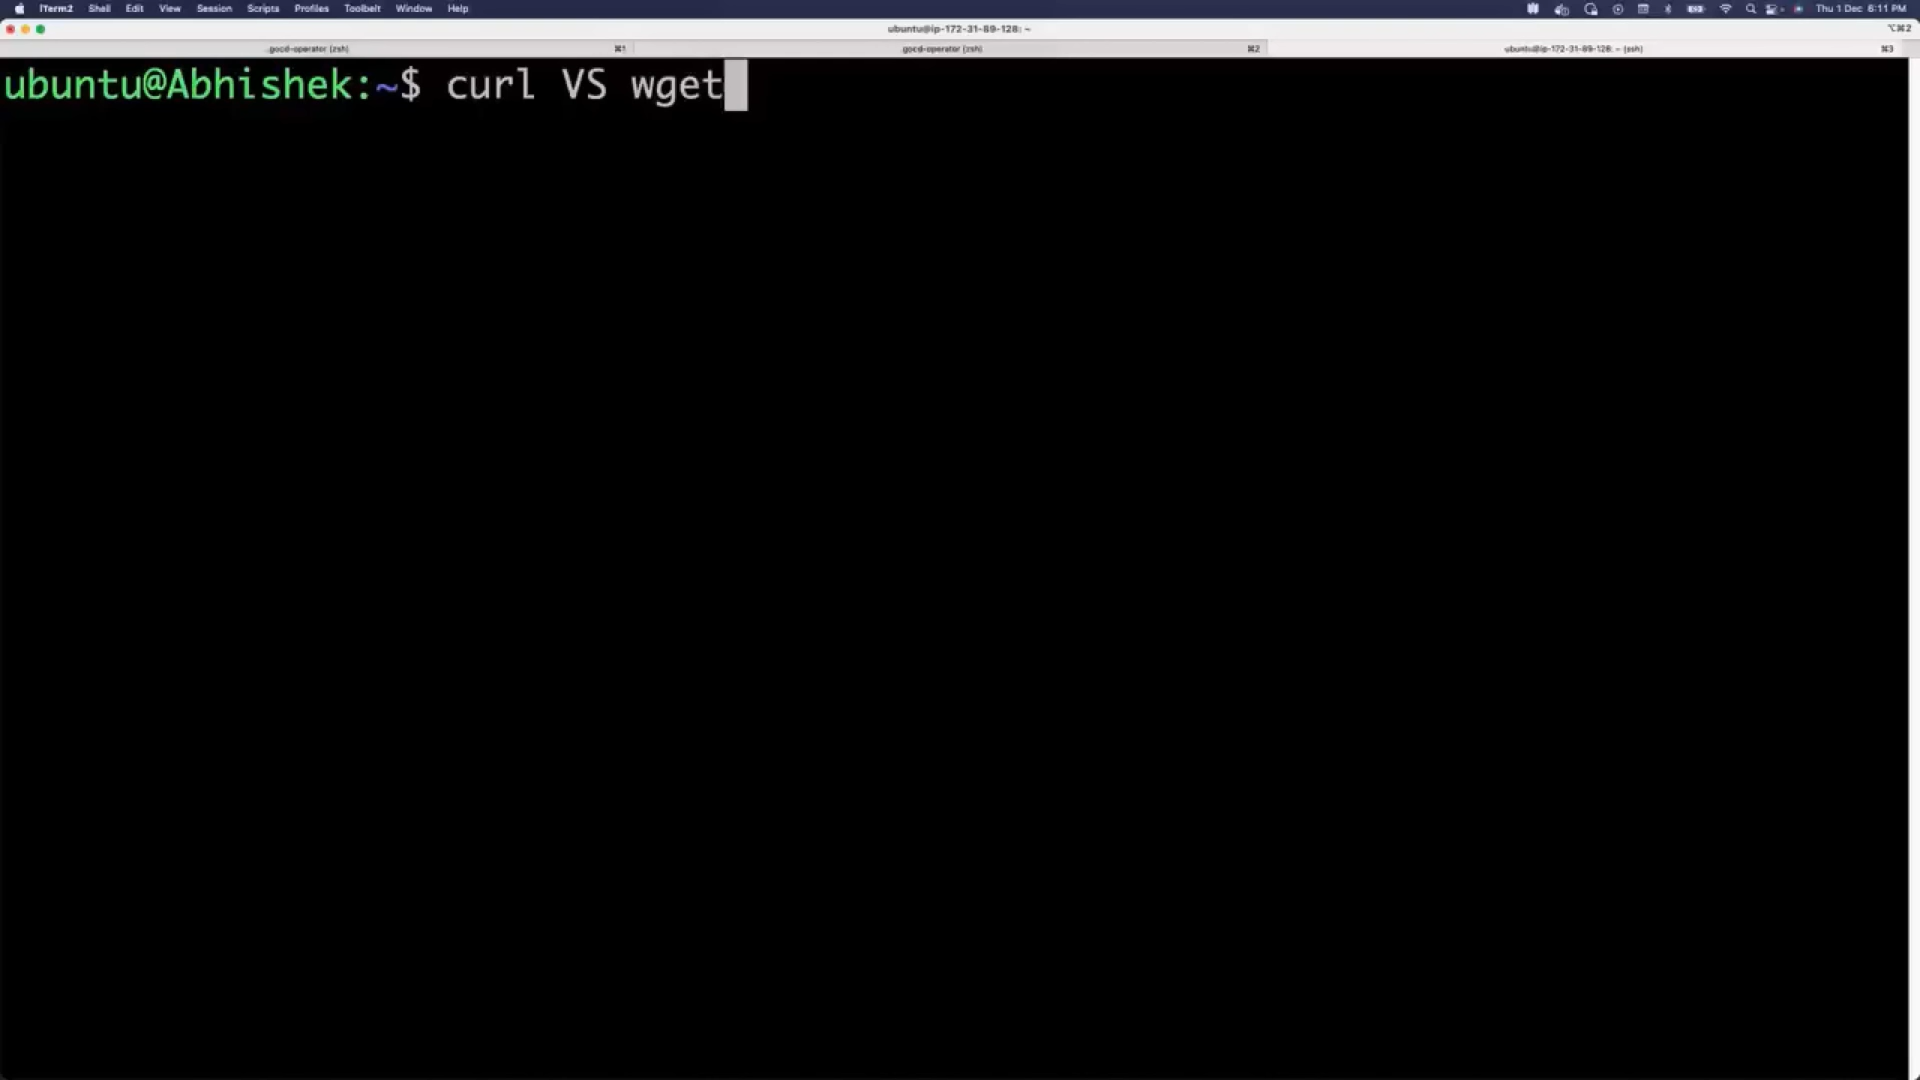 iTerm2 Shell Edit View Session Scripts Profiles Toolbelt Window Help Thu 1 Dec 6:11 PM
ubuntu@ip-172-31-89-128: ~ ⌥⌘2
..gocd-operator (zsh) ⌘1 ..gocd-operator (zsh) ⌘2 ubuntu@ip-172-31-89-128: ~ (ssh) ⌘3
ubuntu@Abhishek:~$ curl VS wget